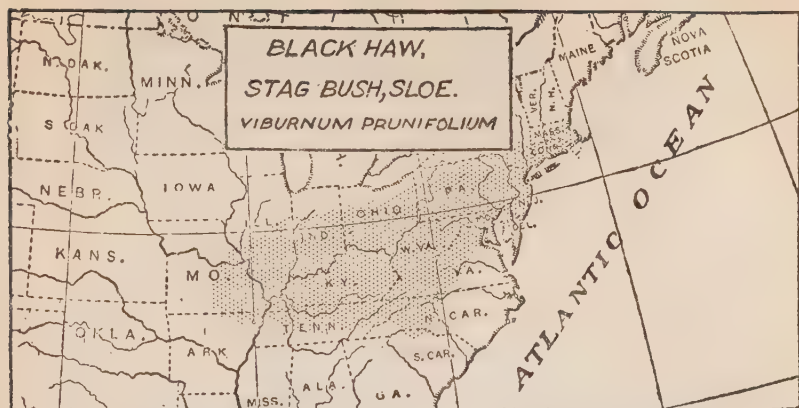 BLACK HAW,
STAG BUSH, SLOE.
VIBURNUM PRUNIFOLIUM
MAINE
NOVA
SCOTIA
N. DAK.
MINN.
VER.
N.H.
S. DAK
MASS.
CONN.
NEBR.
IOWA
PA.
OHIO
IND.
N.J.
DEL.
W.VA.
KANS.
MO.
KY.
VA.
TENN.
N. CAR.
OKLA.
ARK
S. CAR.
MISS.
ALA.
GA.
ATLANTIC OCEAN